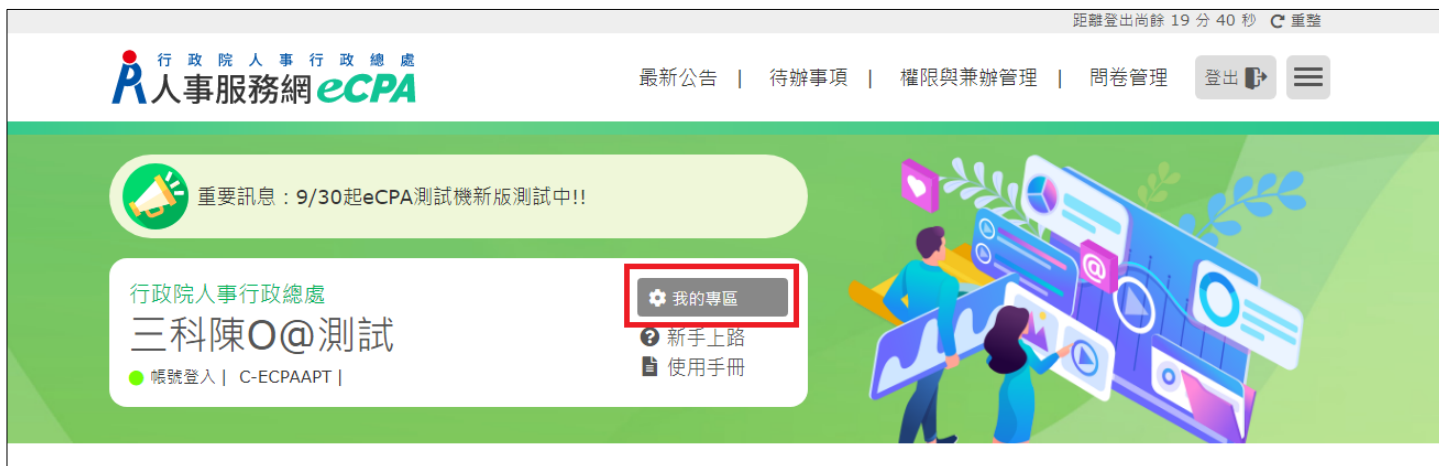 距離登出尚餘 19 分 40 秒 重整
行政院人事行政總處
人事服務網 eCPA
最新公告 | 待辦事項 | 權限與兼辦管理 | 問卷管理 登出
重要訊息：9/30起eCPA測試機新版測試中!!
行政院人事行政總處
三科陳O@測試
帳號登入 | C-ECPAAPT |
我的專區
新手上路
使用手冊